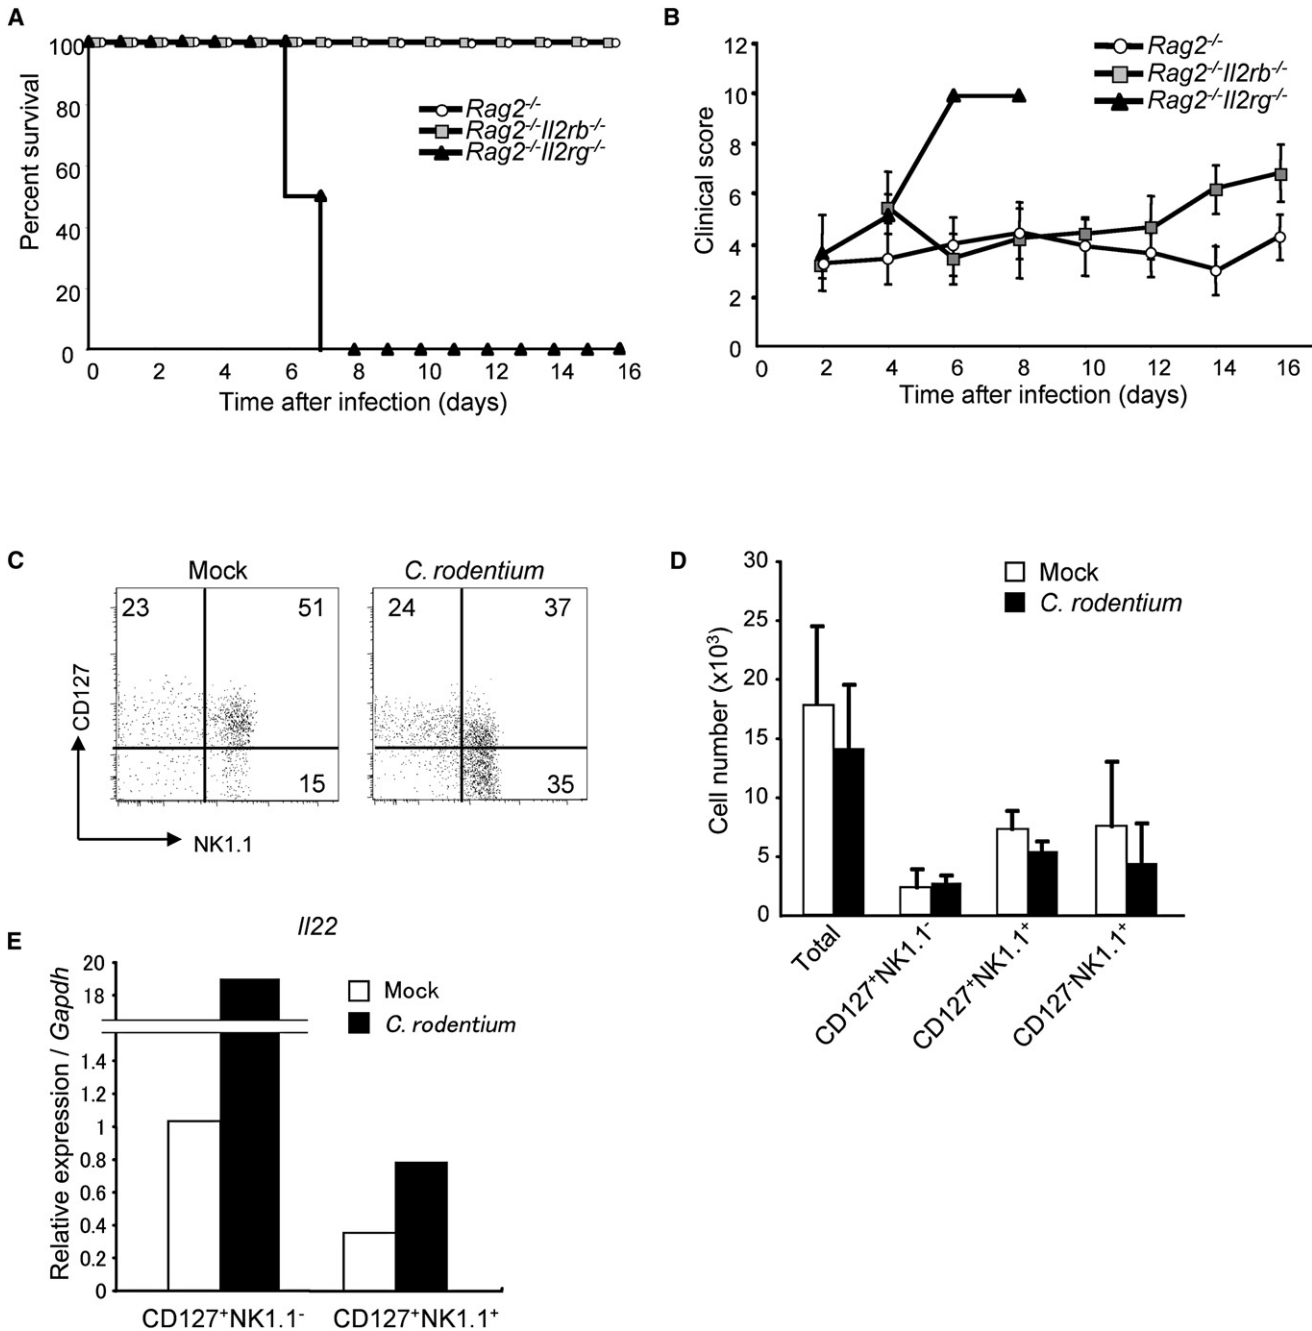 A
100
80
60
40
20
0
Percent survival
Rag2-/-
Rag2-/-Il2rb-/-
Rag2-/-Il2rg-/-
0 2 4 6 8 10 12 14 16
Time after infection (days)
B
12
10
8
6
4
2
0
Clinical score
Rag2-/-
Rag2-/-Il2rb-/-
Rag2-/-Il2rg-/-
0 2 4 6 8 10 12 14 16
Time after infection (days)
C
Mock
C. rodentium
23 51
15
24 37
35
CD127
NK1.1
D
30
25
20
15
10
5
0
Cell number (x10³)
Mock
C. rodentium
Total
CD127⁺NK1.1⁻
CD127⁺NK1.1⁺
CD127⁻NK1.1⁺
E
Il22
20
18
1.4
1.2
1
0.8
0.6
0.4
0.2
0
Relative expression / Gapdh
Mock
C. rodentium
CD127⁺NK1.1⁻
CD127⁺NK1.1⁺